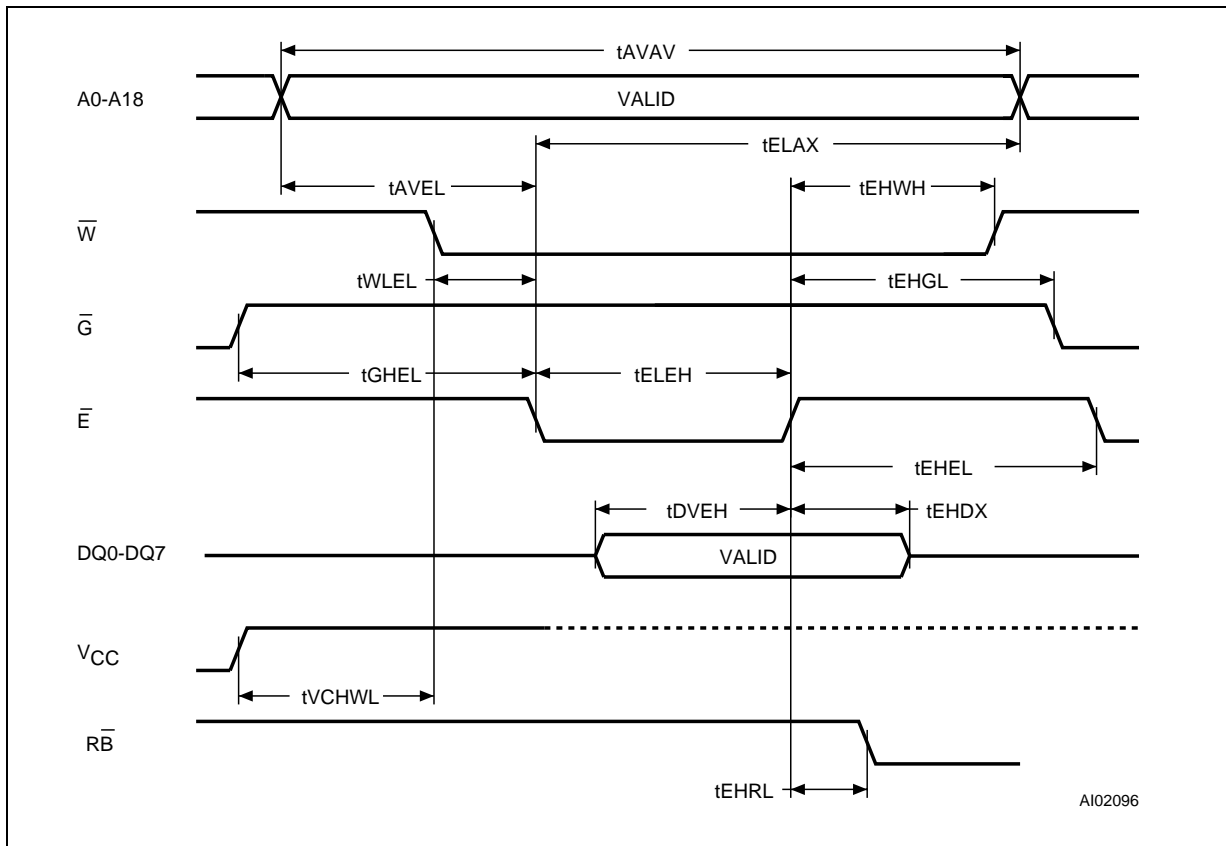 tAVAV
A0-A18
VALID
tELAX
tAVEL
tEHWH
W̅
tWLEL
tEHGL
G̅
tGHEL
tELEH
E̅
tEHEL
tDVEH
tEHDX
DQ0-DQ7
VALID
VCC
tVCHWL
RB̅
tEHRL
AI02096